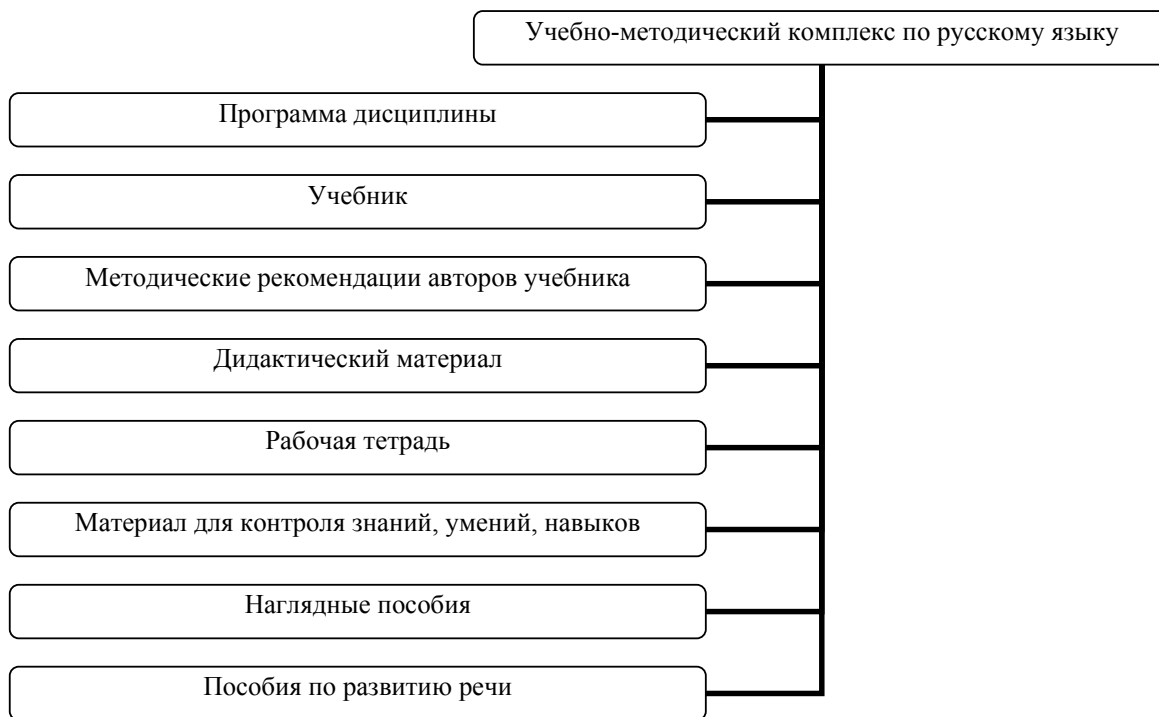 Учебно-методический комплекс по русскому языку
Программа дисциплины
Учебник
Методические рекомендации авторов учебника
Дидактический материал
Рабочая тетрадь
Материал для контроля знаний, умений, навыков
Наглядные пособия
Пособия по развитию речи